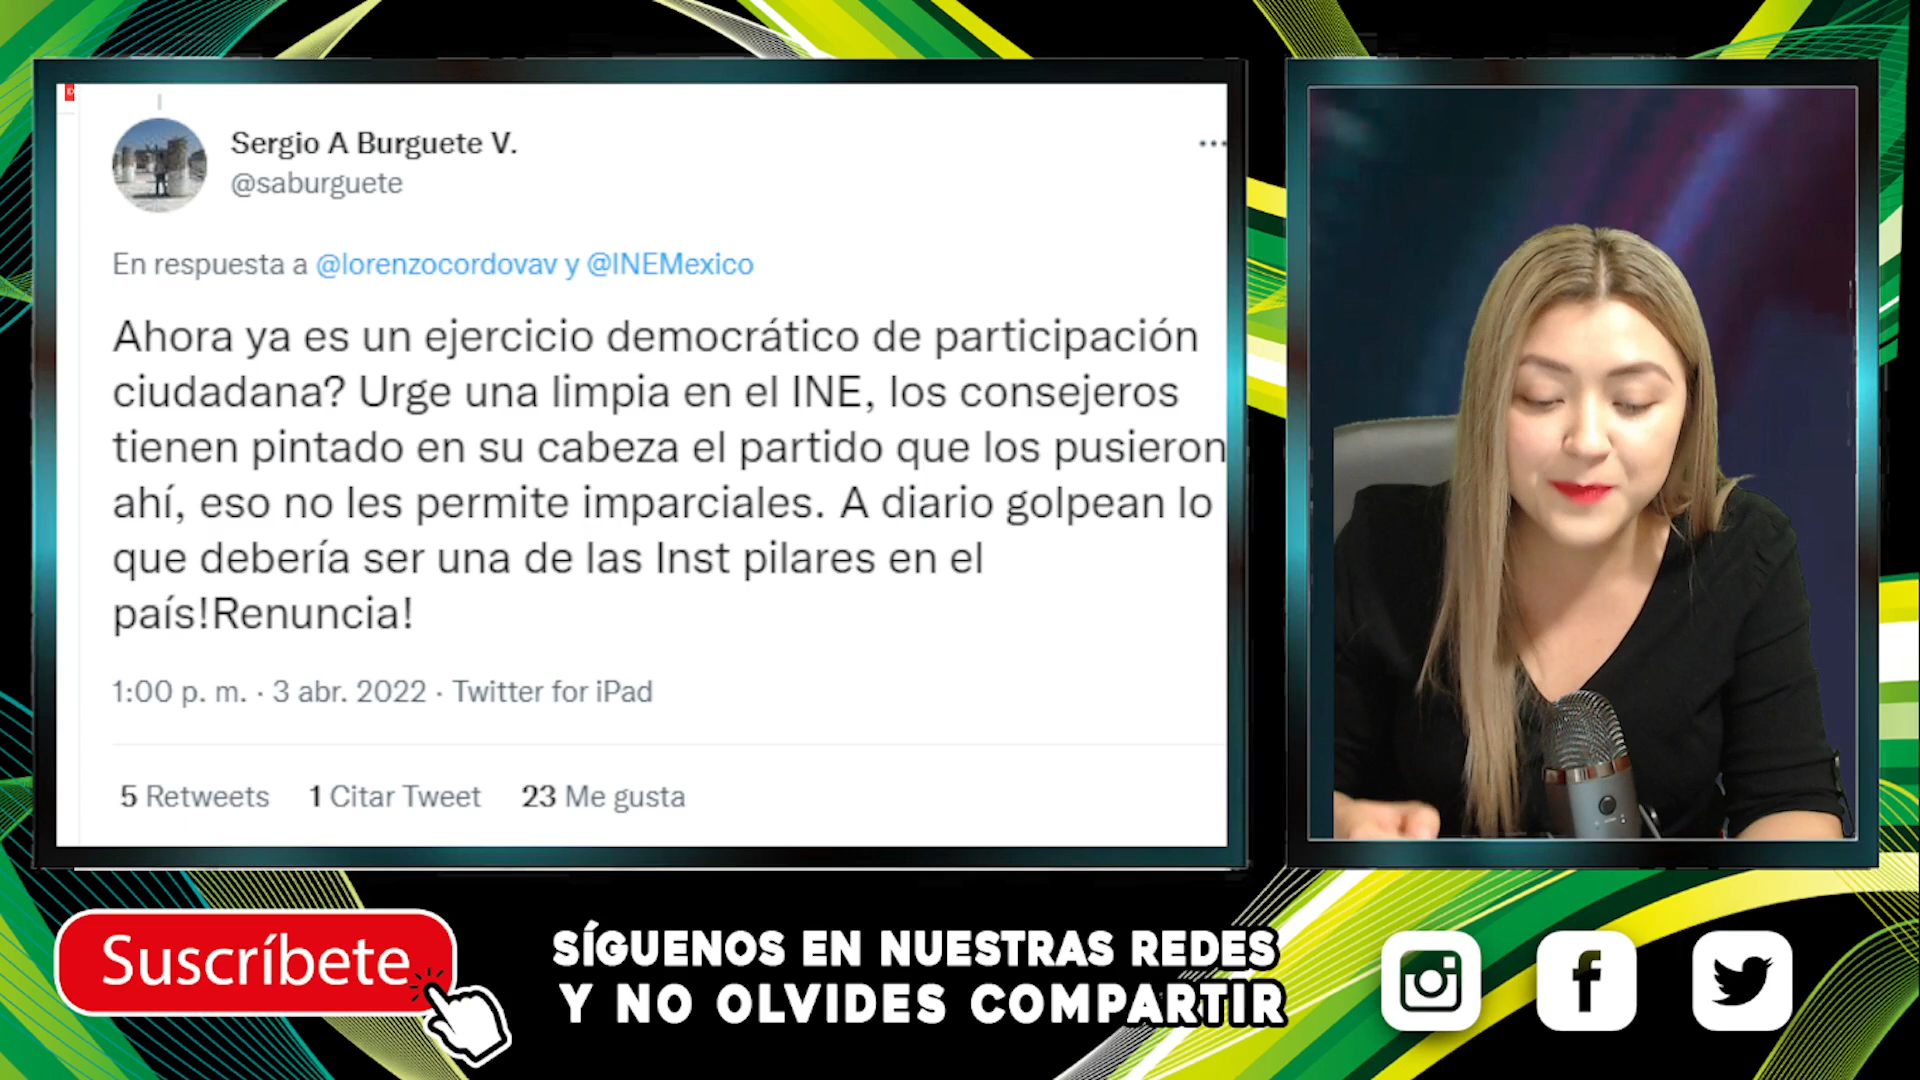 Sergio A Burguete V.
@saburguete
En respuesta a @lorenzocordovav y @INEMexico
Ahora ya es un ejercicio democrático de participación
ciudadana? Urge una limpia en el INE, los consejeros
tienen pintado en su cabeza el partido que los pusieron
ahí, eso no les permite imparciales. A diario golpean lo
que debería ser una de las Inst pilares en el
país!Renuncia!
1:00 p. m. · 3 abr. 2022 · Twitter for iPad
5 Retweets 1 Citar Tweet 23 Me gusta
Suscríbete
SÍGUENOS EN NUESTRAS REDES
Y NO OLVIDES COMPARTIR